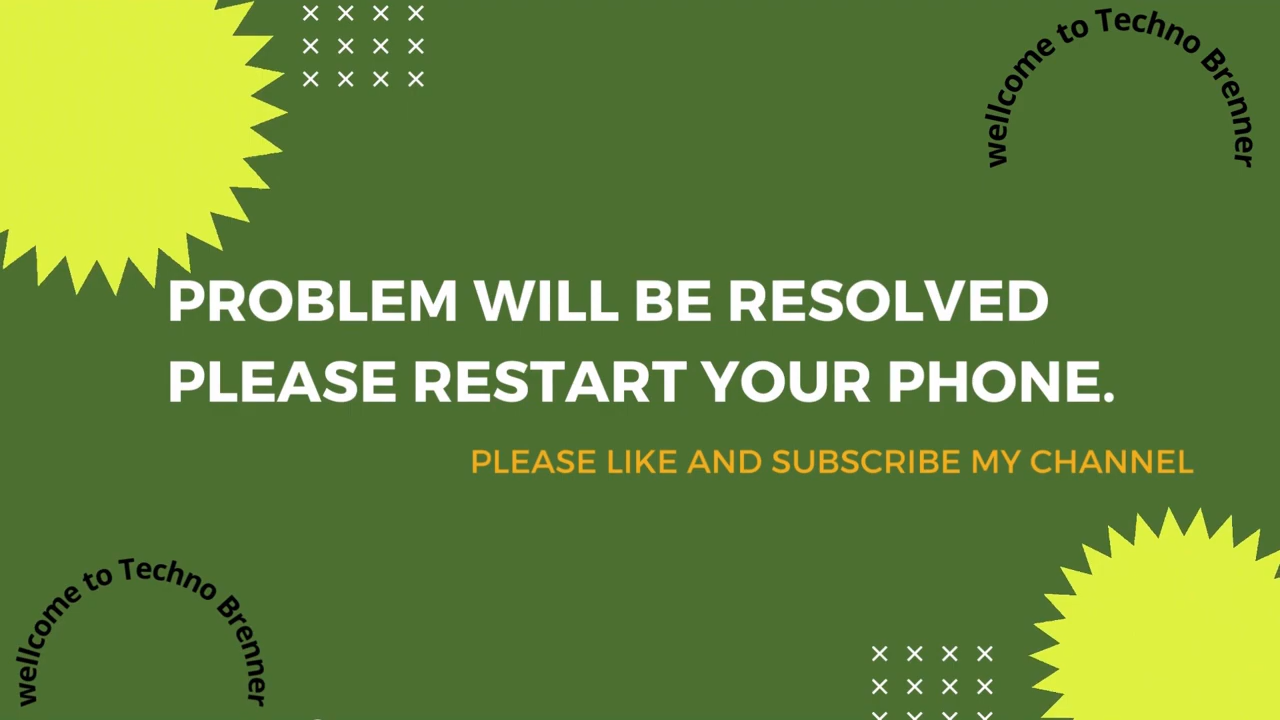 wellcome to Techno Brenner
PROBLEM WILL BE RESOLVED
PLEASE RESTART YOUR PHONE.
PLEASE LIKE AND SUBSCRIBE MY CHANNEL
wellcome to Techno Brenner